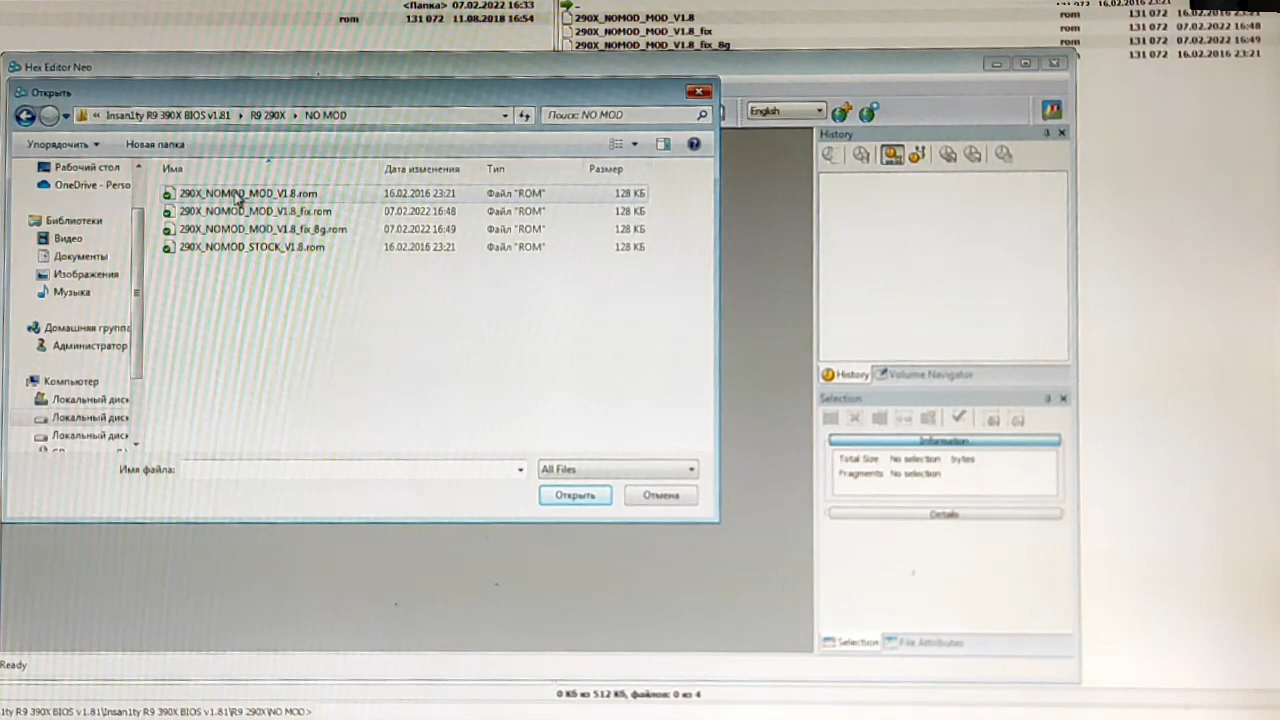 <Папка> 07.02.2022 16:33
rom 131 072 11.08.2018 16:54
..
290X_NOMOD_MOD_V1.8 rom 131 072 16.02.2016 23:21
290X_NOMOD_MOD_V1.8_fix rom 131 072 07.02.2022 16:48
290X_NOMOD_MOD_V1.8_fix_8g rom 131 072 07.02.2022 16:49
131 072 16.02.2016 23:21
Hex Editor Neo
Открыть
« Insan1ty R9 390X BIOS v1.81 ▸ R9 290X ▸ NO MOD
Поиск: NO MOD
English
Упорядочить
Новая папка
Имя Дата изменения Тип Размер
290X_NOMOD_MOD_V1.8.rom 16.02.2016 23:21 Файл "ROM" 128 КБ
290X_NOMOD_MOD_V1.8_fix.rom 07.02.2022 16:48 Файл "ROM" 128 КБ
290X_NOMOD_MOD_V1.8_fix_8g.rom 07.02.2022 16:49 Файл "ROM" 128 КБ
290X_NOMOD_STOCK_V1.8.rom 16.02.2016 23:21 Файл "ROM" 128 КБ
Рабочий стол
OneDrive - Perso
Библиотеки
Видео
Документы
Изображения
Музыка
Домашняя группа
Администратор
Компьютер
Локальный диск
Локальный диск
Локальный диск
Имя файла:
All Files
Открыть
Отмена
History
History
Volume Navigator
Selection
Information
Total Size No selection bytes
Fragments No selection
Details
Selection
File Attributes
Ready
0 КБ из 512 КБ, файлов: 0 из 4
1ty R9 390X BIOS v1.81\Insan1ty R9 390X BIOS v1.81\R9 290X\NO MOD>